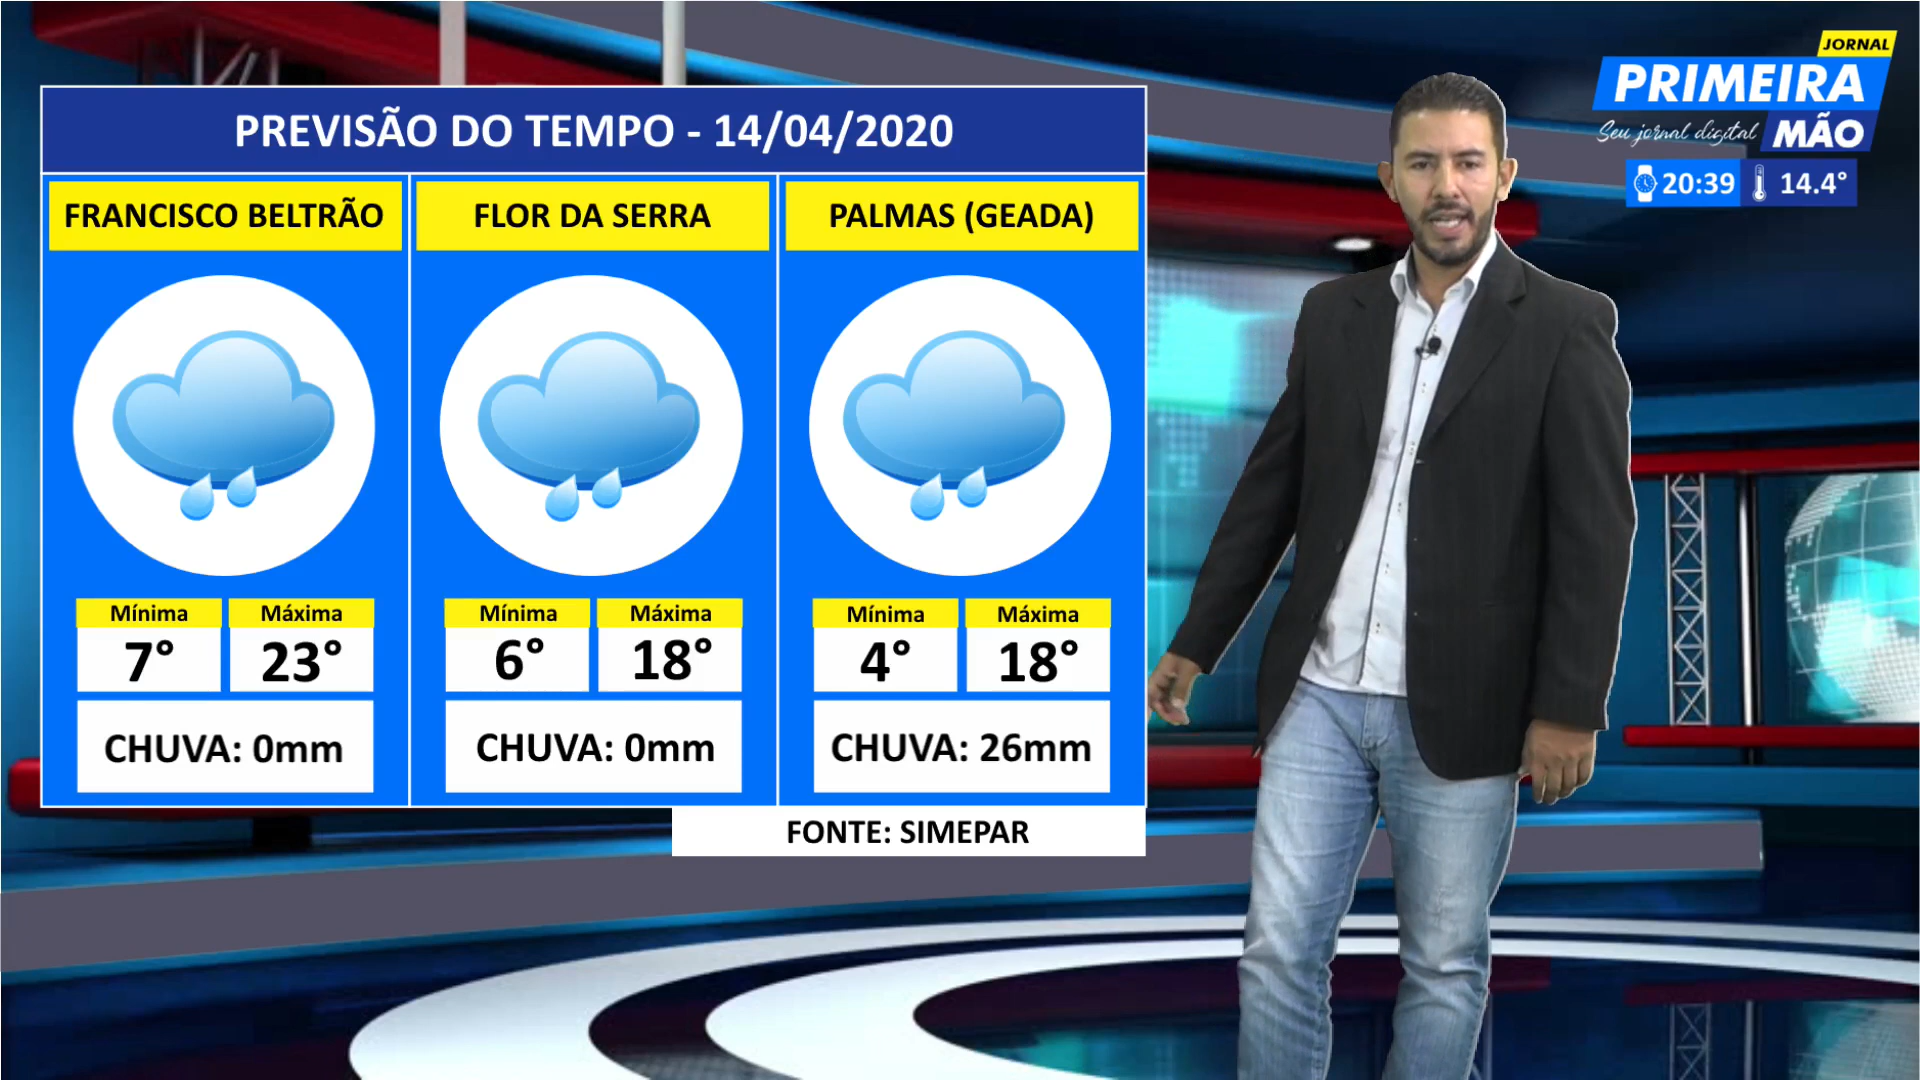 PREVISÃO DO TEMPO - 14/04/2020
FRANCISCO BELTRÃO
FLOR DA SERRA
PALMAS (GEADA)
Mínima
Máxima
Mínima
Máxima
Mínima
Máxima
7°
23°
6°
18°
4°
18°
CHUVA: 0mm
CHUVA: 0mm
CHUVA: 26mm
FONTE: SIMEPAR
JORNAL
PRIMEIRA
Seu jornal digital
MÃO
20:39
14.4°